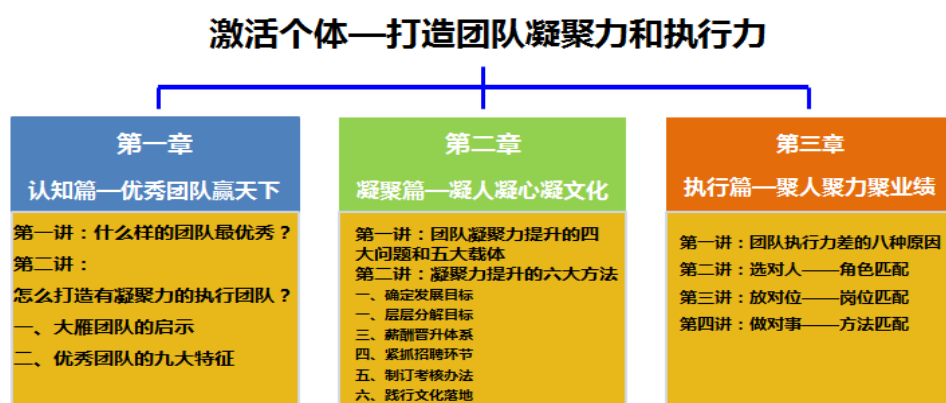 激活个体—打造团队凝聚力和执行力
第一章
认知篇—优秀团队赢天下
第一讲：什么样的团队最优秀？
第二讲：
怎么打造有凝聚力的执行团队？
一、大雁团队的启示
二、优秀团队的九大特征
第二章
凝聚篇—凝人凝心凝文化
第一讲：团队凝聚力提升的四
大问题和五大载体
第二讲：凝聚力提升的六大方法
一、确定发展目标
一、层层分解目标
三、薪酬晋升体系
四、紧抓招聘环节
五、制订考核办法
六、践行文化落地
第三章
执行篇—聚人聚力聚业绩
第一讲：团队执行力差的八种原因
第二讲：选对人——角色匹配
第三讲：放对位——岗位匹配
第四讲：做对事——方法匹配